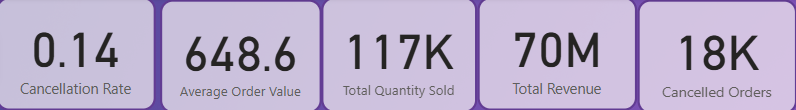 0.14
Cancellation Rate
648.6
Average Order Value
117K
Total Quantity Sold
70M
Total Revenue
18K
Cancelled Orders